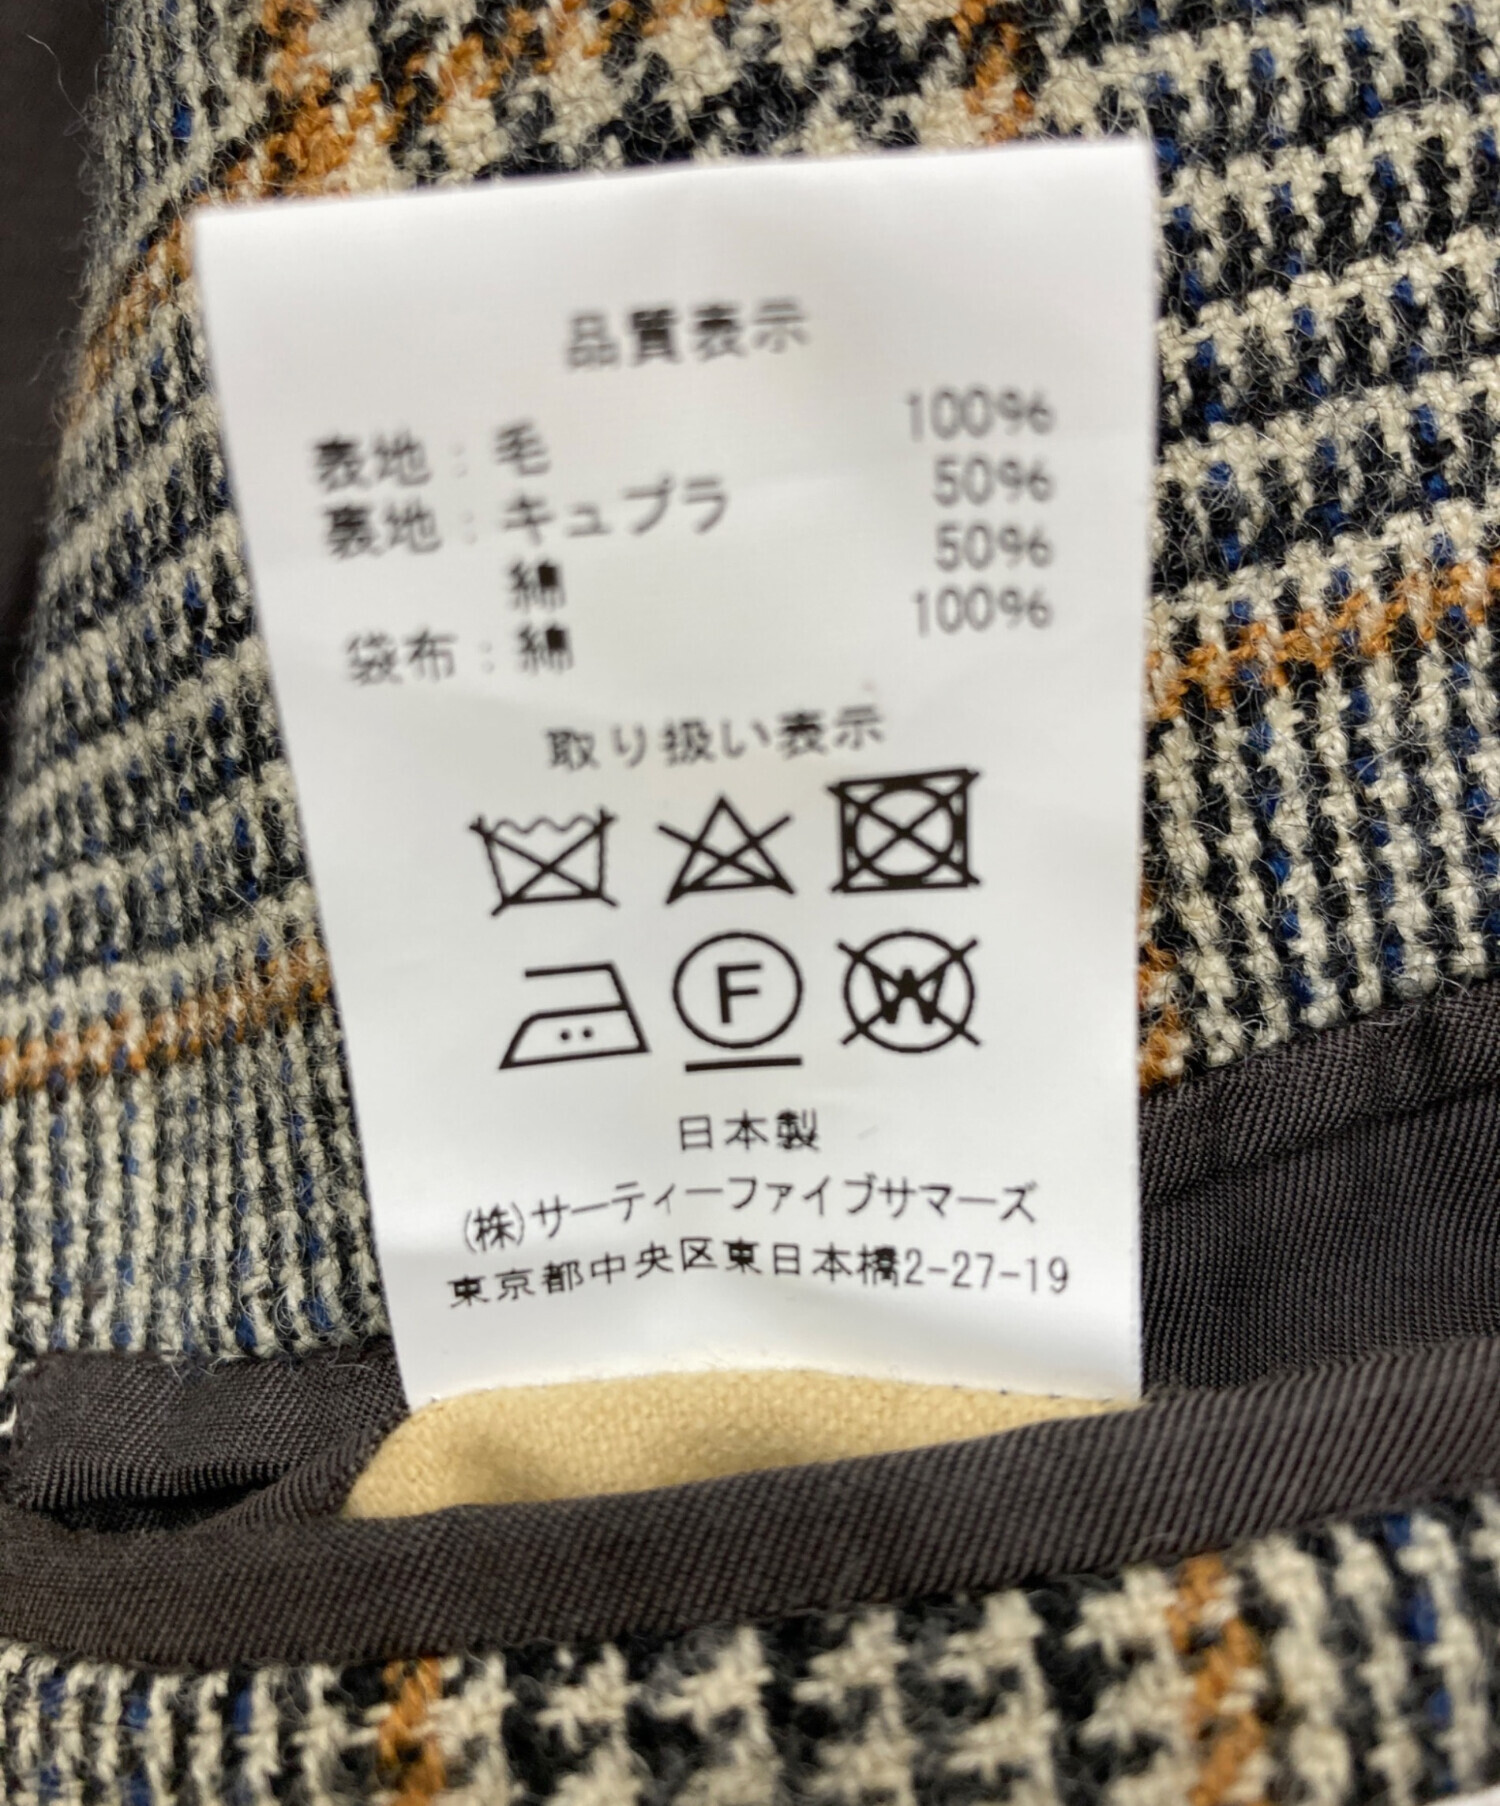 品質表示
表地：毛 100%
裏地：キュプラ 50%
綿 50%
袋布：綿 100%
取り扱い表示
F W
日本製
(株)サーティーファイブサマーズ
東京都中央区東日本橋2-27-19